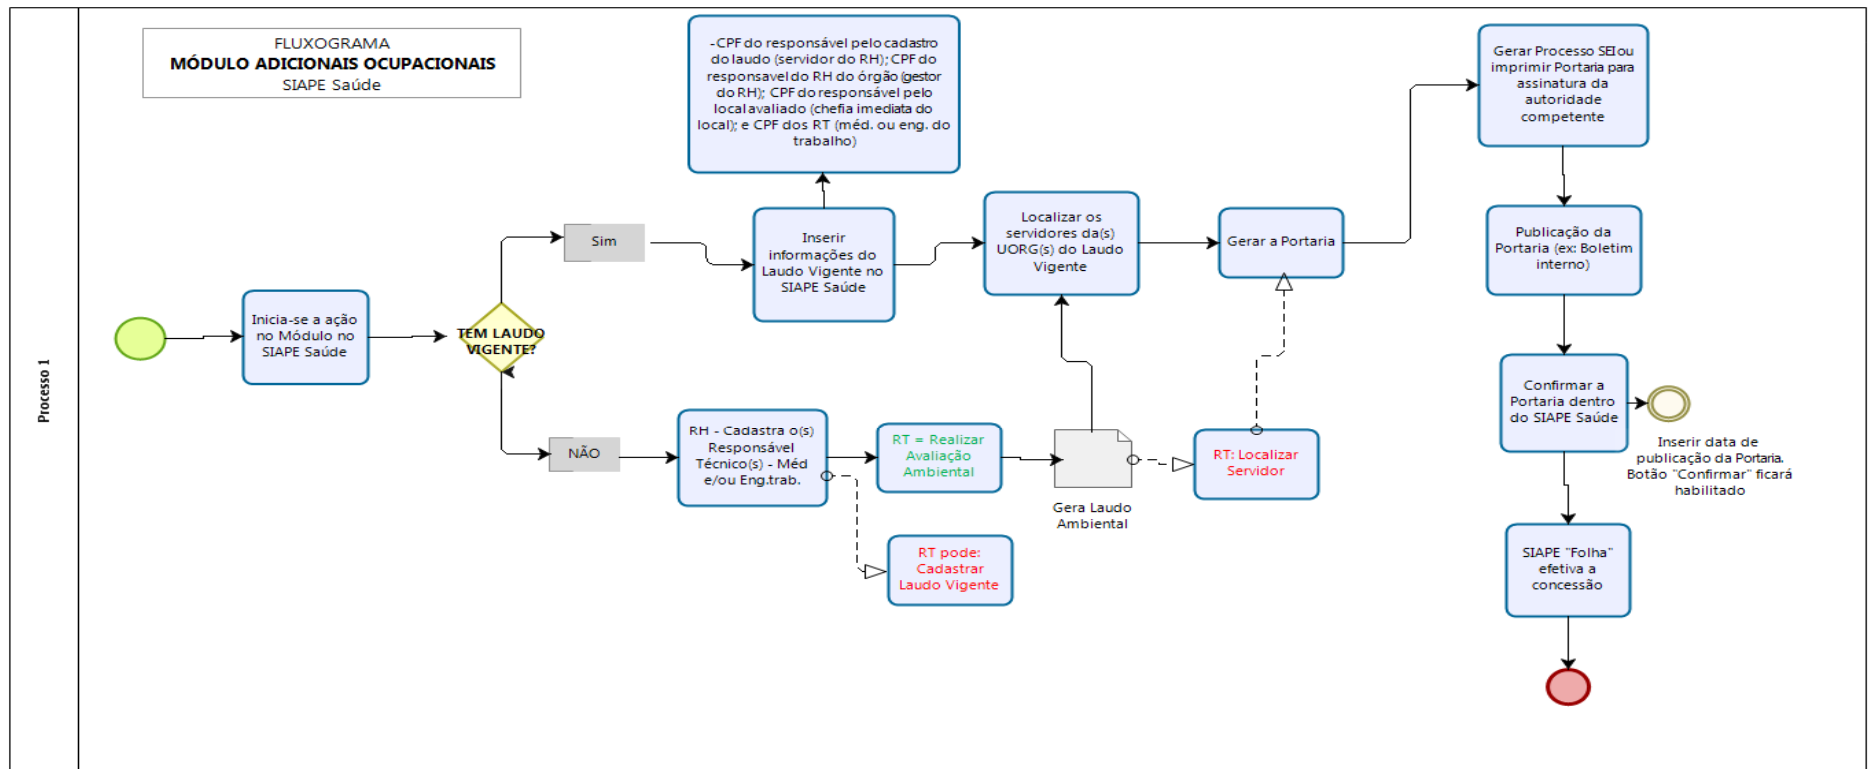 FLUXOGRAMA
MÓDULO ADICIONAIS OCUPACIONAIS
SIAPE Saúde
Processo 1
Inicia-se a ação
no Módulo no
SIAPE Saúde
TEM LAUDO
VIGENTE?
Sim
-CPF do responsável pelo cadastro
do laudo (servidor do RH); CPF do
responsavel do RH do órgão (gestor
do RH); CPF do responsável pelo
local avaliado (chefia imediata do
local); e CPF dos RT (méd. ou eng. do
trabalho)
Inserir
informações do
Laudo Vigente no
SIAPE Saúde
Localizar os
servidores da(s)
UORG(s) do Laudo
Vigente
Gerar a Portaria
Gerar Processo SEI ou
imprimir Portaria para
assinatura da
autoridade
competente
Publicação da
Portaria (ex: Boletim
interno)
Confirmar a
Portaria dentro
do SIAPE Saúde
Inserir data de
publicação da Portaria.
Botão "Confirmar" ficará
habilitado
SIAPE "Folha"
efetiva a
concessão
NÃO
RH - Cadastra o(s)
Responsável
Técnico(s) - Méd
e/ou Eng.trab.
RT = Realizar
Avaliação
Ambiental
Gera Laudo
Ambiental
RT: Localizar
Servidor
RT pode:
Cadastrar
Laudo Vigente